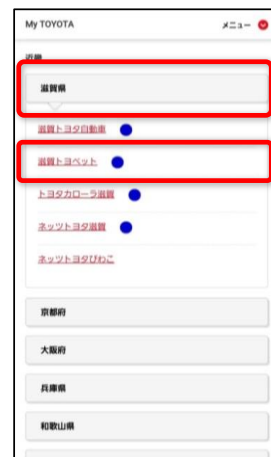 My TOYOTA
メニュー
近畿
滋賀県
滋賀トヨタ自動車
滋賀トヨペット
トヨタカローラ滋賀
ネッツトヨタ滋賀
ネッツトヨタびわこ
京都府
大阪府
兵庫県
和歌山県